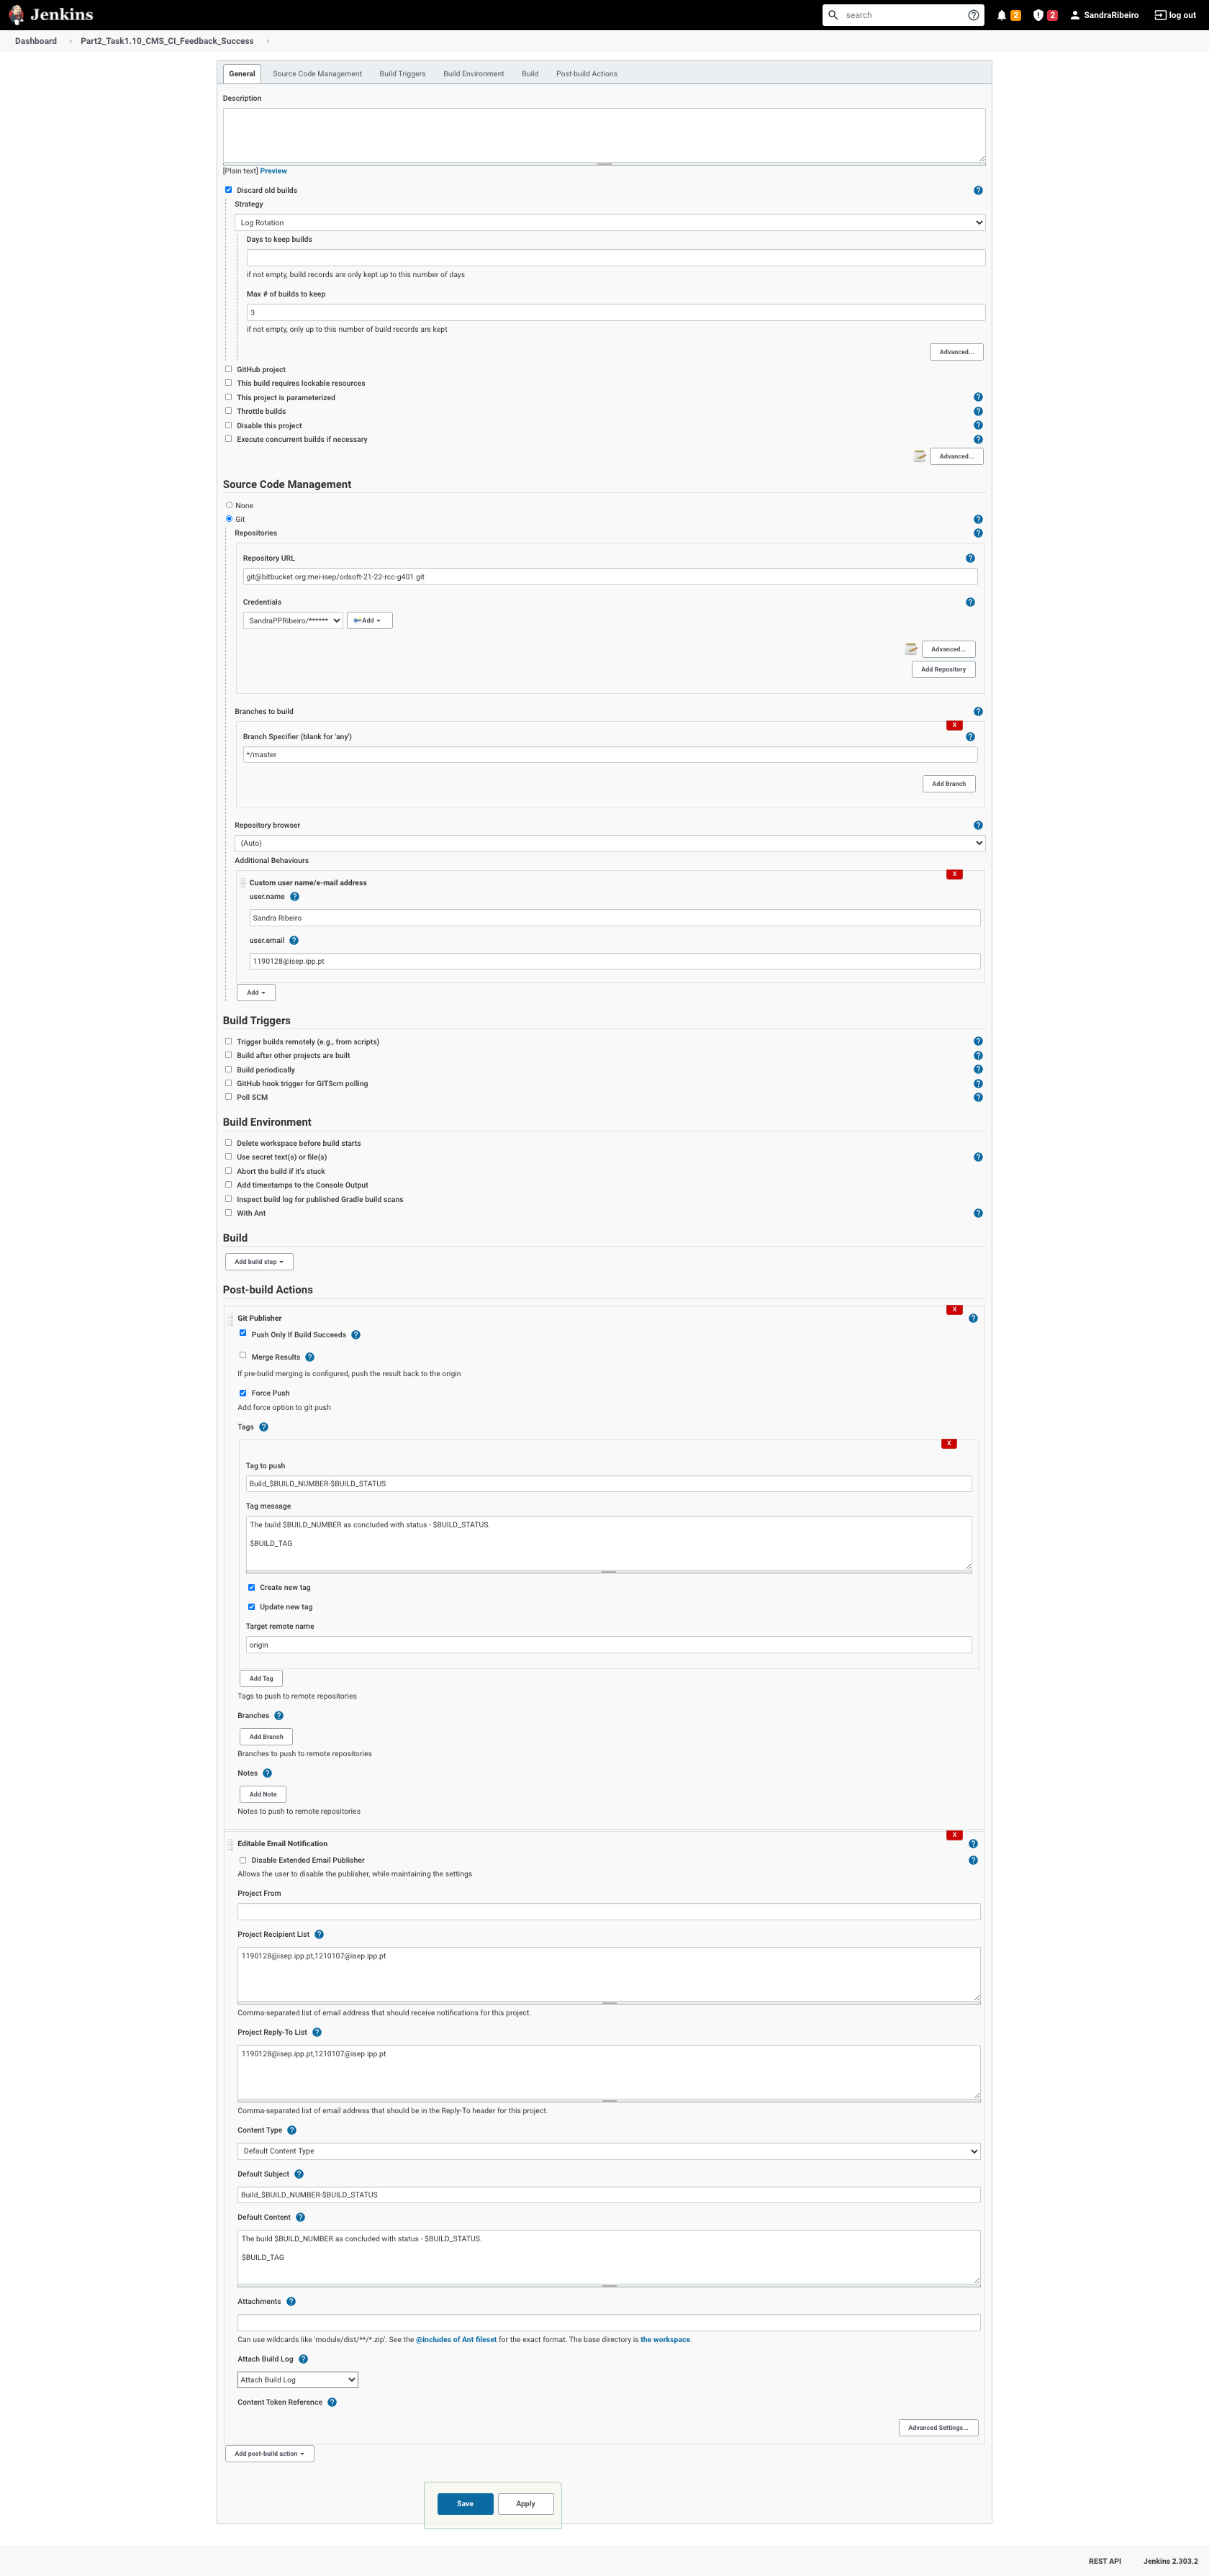 Jenkins
search
2
2
SandraRibeiro
log out
Dashboard
Part2_Task1.10_CMS_CI_Feedback_Success
General
Source Code Management
Build Triggers
Build Environment
Build
Post-build Actions
Description
[Plain text] Preview
Discard old builds
Strategy
Log Rotation
Days to keep builds
if not empty, build records are only kept up to this number of days
Max # of builds to keep
3
if not empty, only up to this number of build records are kept
Advanced...
GitHub project
This build requires lockable resources
This project is parameterized
Throttle builds
Disable this project
Execute concurrent builds if necessary
Advanced...
Source Code Management
None
Git
Repositories
Repository URL
git@bitbucket.org:mei-isep/odsoft-21-22-rcc-g401.git
Credentials
SandraPPRibeiro/******
Add
Advanced...
Add Repository
Branches to build
X
Branch Specifier (blank for 'any')
*/master
Add Branch
Repository browser
(Auto)
Additional Behaviours
X
Custom user name/e-mail address
user.name
Sandra Ribeiro
user.email
1190128@isep.ipp.pt
Add
Build Triggers
Trigger builds remotely (e.g., from scripts)
Build after other projects are built
Build periodically
GitHub hook trigger for GITScm polling
Poll SCM
Build Environment
Delete workspace before build starts
Use secret text(s) or file(s)
Abort the build if it's stuck
Add timestamps to the Console Output
Inspect build log for published Gradle build scans
With Ant
Build
Add build step
Post-build Actions
X
Git Publisher
Push Only If Build Succeeds
Merge Results
If pre-build merging is configured, push the result back to the origin
Force Push
Add force option to git push
Tags
X
Tag to push
Build_$BUILD_NUMBER-$BUILD_STATUS
Tag message
The build $BUILD_NUMBER as concluded with status - $BUILD_STATUS.
$BUILD_TAG
Create new tag
Update new tag
Target remote name
origin
Add Tag
Tags to push to remote repositories
Branches
Add Branch
Branches to push to remote repositories
Notes
Add Note
Notes to push to remote repositories
X
Editable Email Notification
Disable Extended Email Publisher
Allows the user to disable the publisher, while maintaining the settings
Project From
Project Recipient List
1190128@isep.ipp.pt,1210107@isep.ipp.pt
Comma-separated list of email address that should receive notifications for this project.
Project Reply-To List
1190128@isep.ipp.pt,1210107@isep.ipp.pt
Comma-separated list of email address that should be in the Reply-To header for this project.
Content Type
Default Content Type
Default Subject
Build_$BUILD_NUMBER-$BUILD_STATUS
Default Content
The build $BUILD_NUMBER as concluded with status - $BUILD_STATUS.
$BUILD_TAG
Attachments
Can use wildcards like 'module/dist/**/*.zip'. See the @includes of Ant fileset for the exact format. The base directory is the workspace.
Attach Build Log
Attach Build Log
Content Token Reference
Advanced Settings...
Add post-build action
Save
Apply
REST API
Jenkins 2.303.2